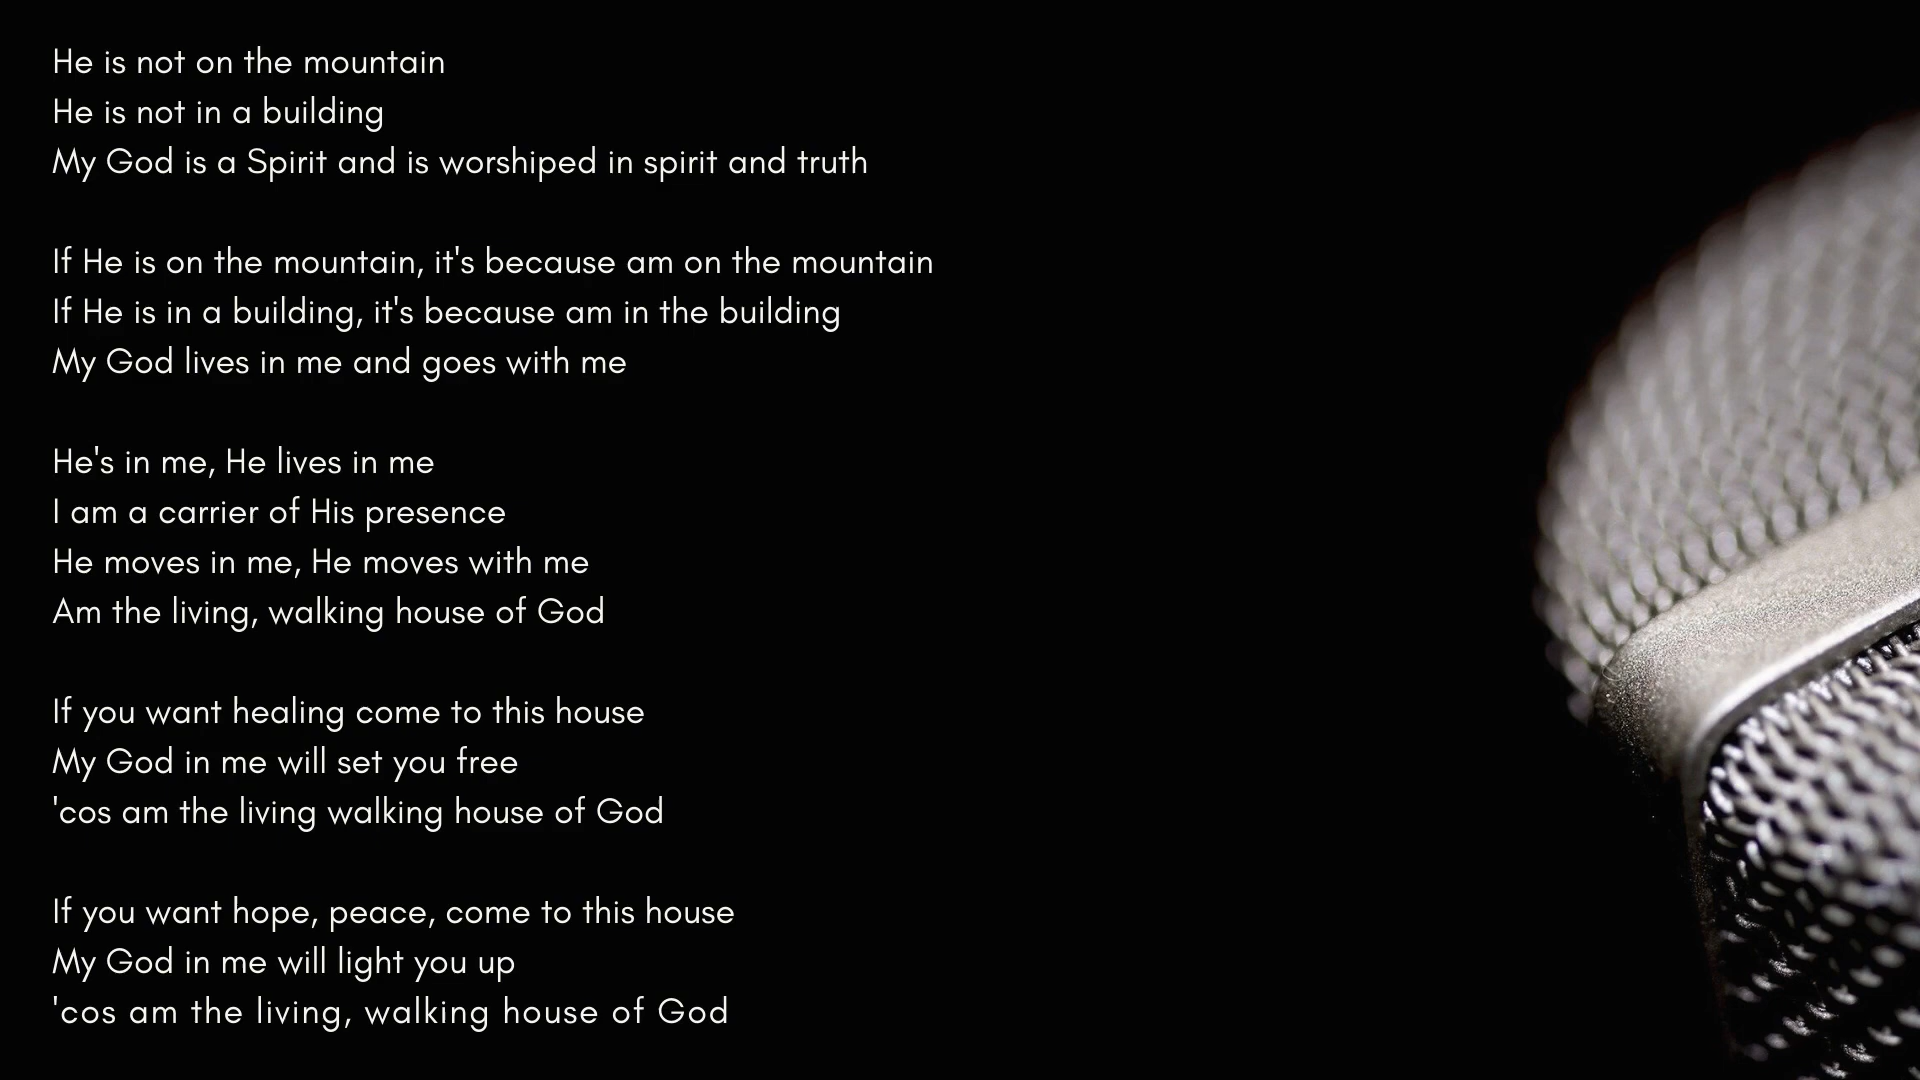 He is not on the mountain
He is not in a building
My God is a Spirit and is worshiped in spirit and truth
If He is on the mountain, it's because am on the mountain
If He is in a building, it's because am in the building
My God lives in me and goes with me
He's in me, He lives in me
I am a carrier of His presence
He moves in me, He moves with me
Am the living, walking house of God
If you want healing come to this house
My God in me will set you free
'cos am the living walking house of God
If you want hope, peace, come to this house
My God in me will light you up
'cos am the living, walking house of God